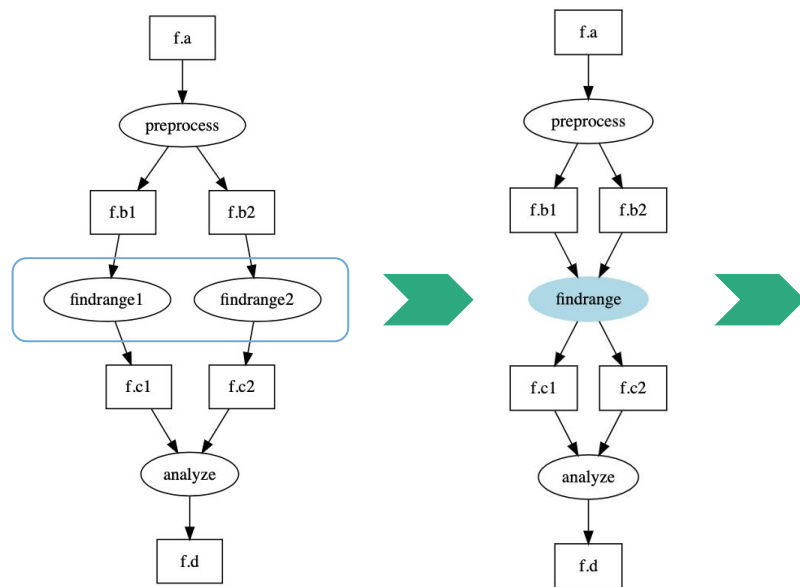 f.a
preprocess
f.b1
f.b2
findrange1
findrange2
f.c1
f.c2
analyze
f.d
f.a
preprocess
f.b1
f.b2
findrange
f.c1
f.c2
analyze
f.d